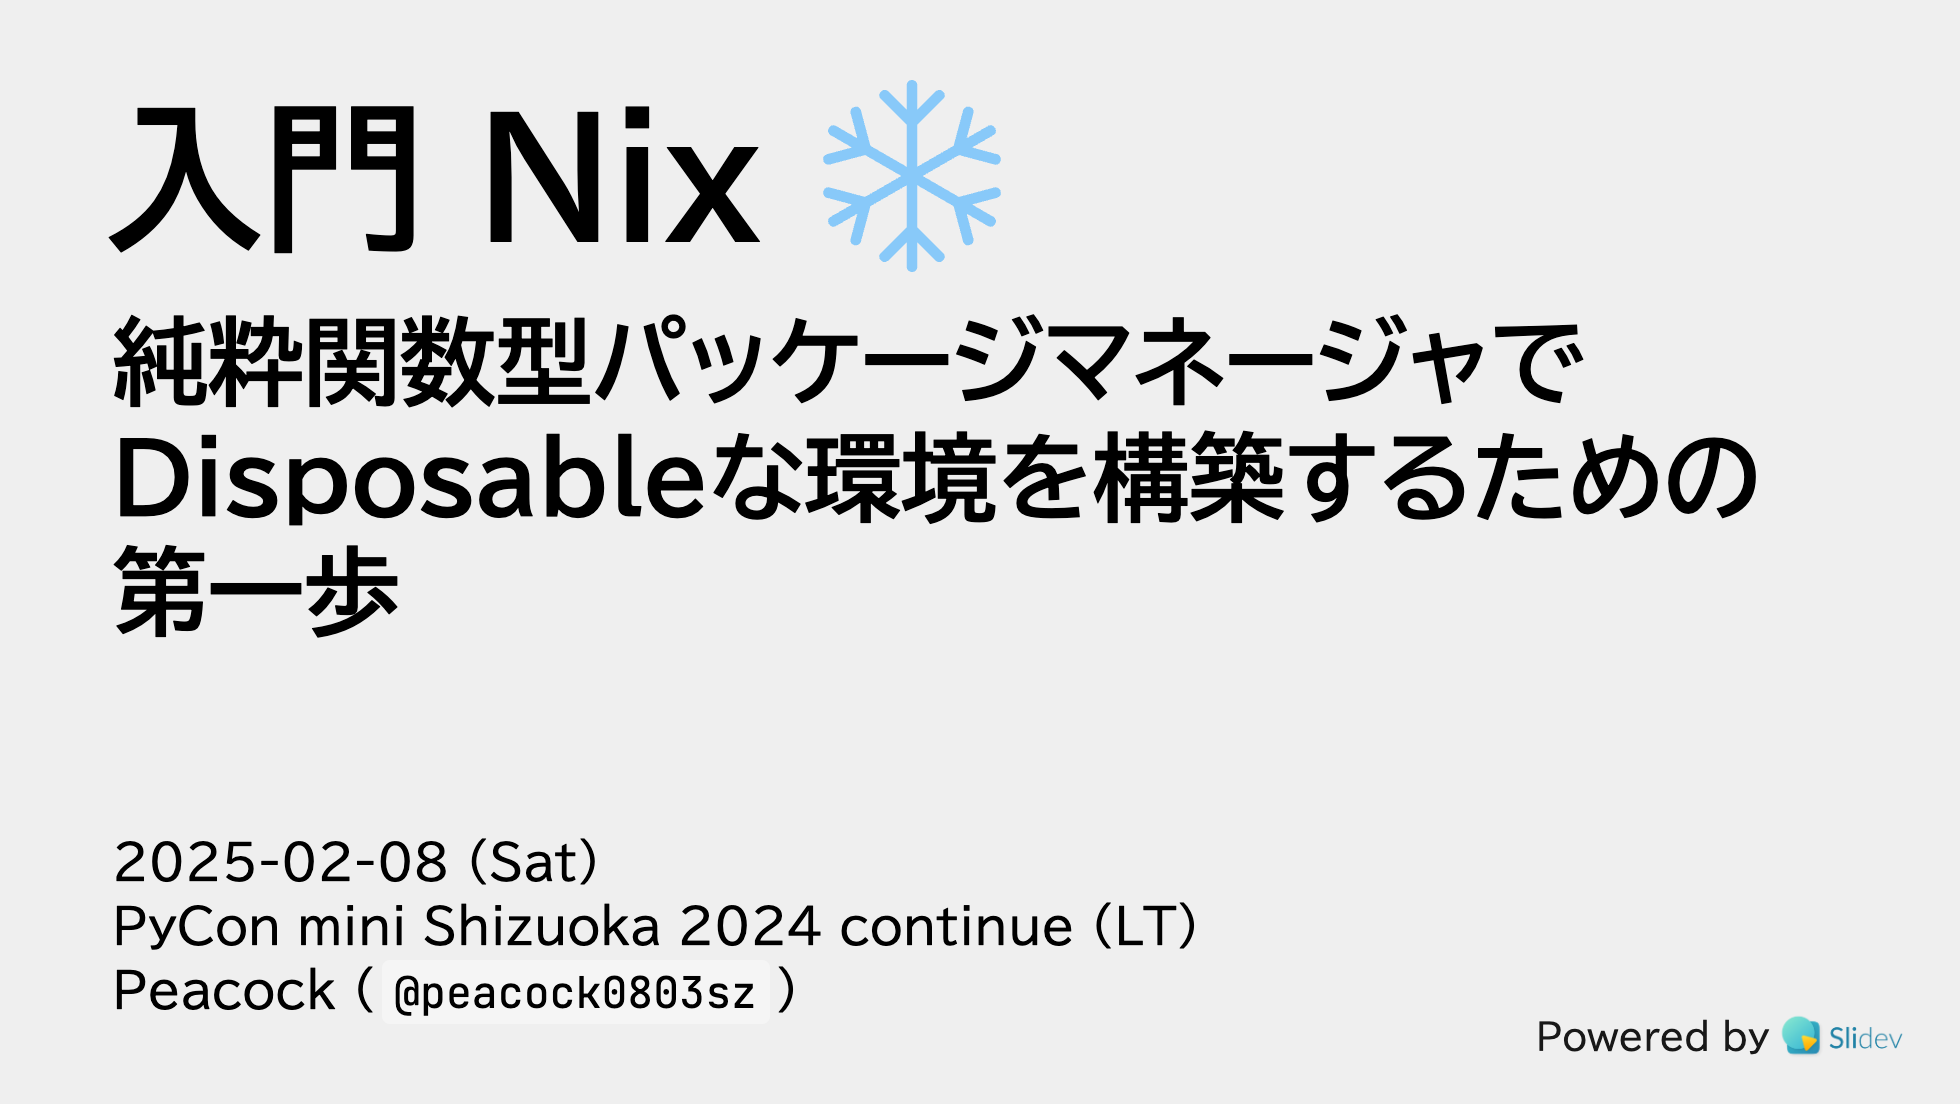 入門 Nix
純粋関数型パッケージマネージャで
Disposableな環境を構築するための
第一歩
2025-02-08 (Sat)
PyCon mini Shizuoka 2024 continue (LT)
Peacock ( @peacock0803sz )
Powered by Slidev